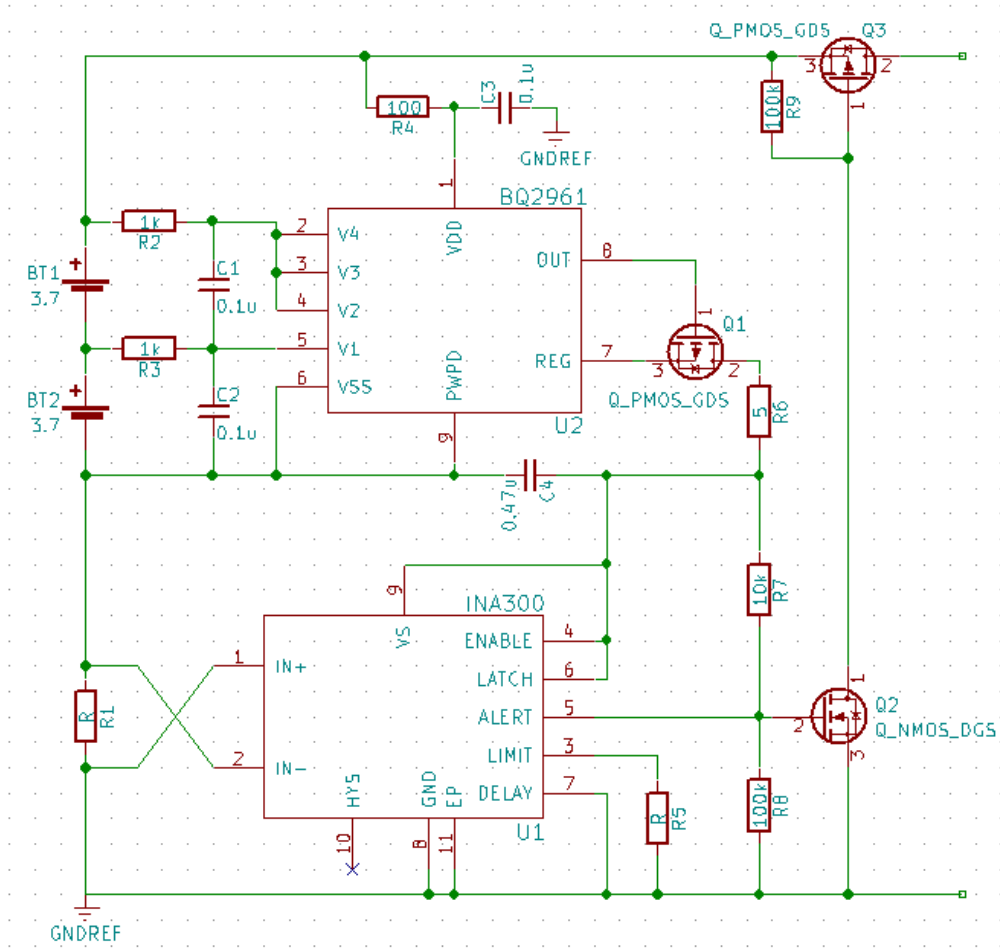 Q_PMOS_GDS
Q3
3
2
1
100k
R9
100
R4
C3
0.1u
GNDREF
1
BQ2961
VDD
1k
R2
2
V4
3
V3
4
V2
5
V1
6
VSS
PWPD
9
OUT
8
REG
7
U2
BT1
3.7
+
C1
0.1u
1k
R3
BT2
3.7
+
C2
0.1u
Q1
1
3
2
Q_PMOS_GDS
5
R6
0.47u
C4
10k
R7
9
INA300
VS
ENABLE
4
LATCH
6
ALERT
5
LIMIT
3
DELAY
7
1
IN+
2
IN-
HYS
GND
EP
10
8
11
U1
R
R1
R
R5
100k
R8
1
Q2
Q_NMOS_DGS
2
3
GNDREF